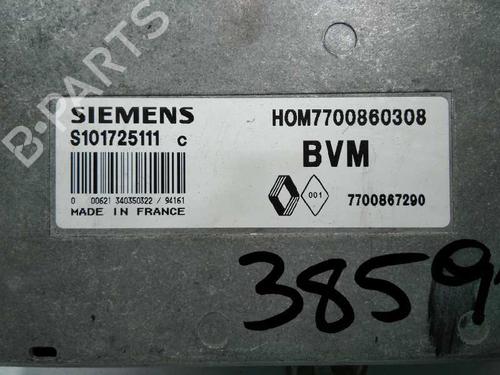 B-PARTS
SIEMENS
S101725111 C
0 00621 340350322 / 94161
MADE IN FRANCE
HOM7700860308
BVM
001
7700867290
3859